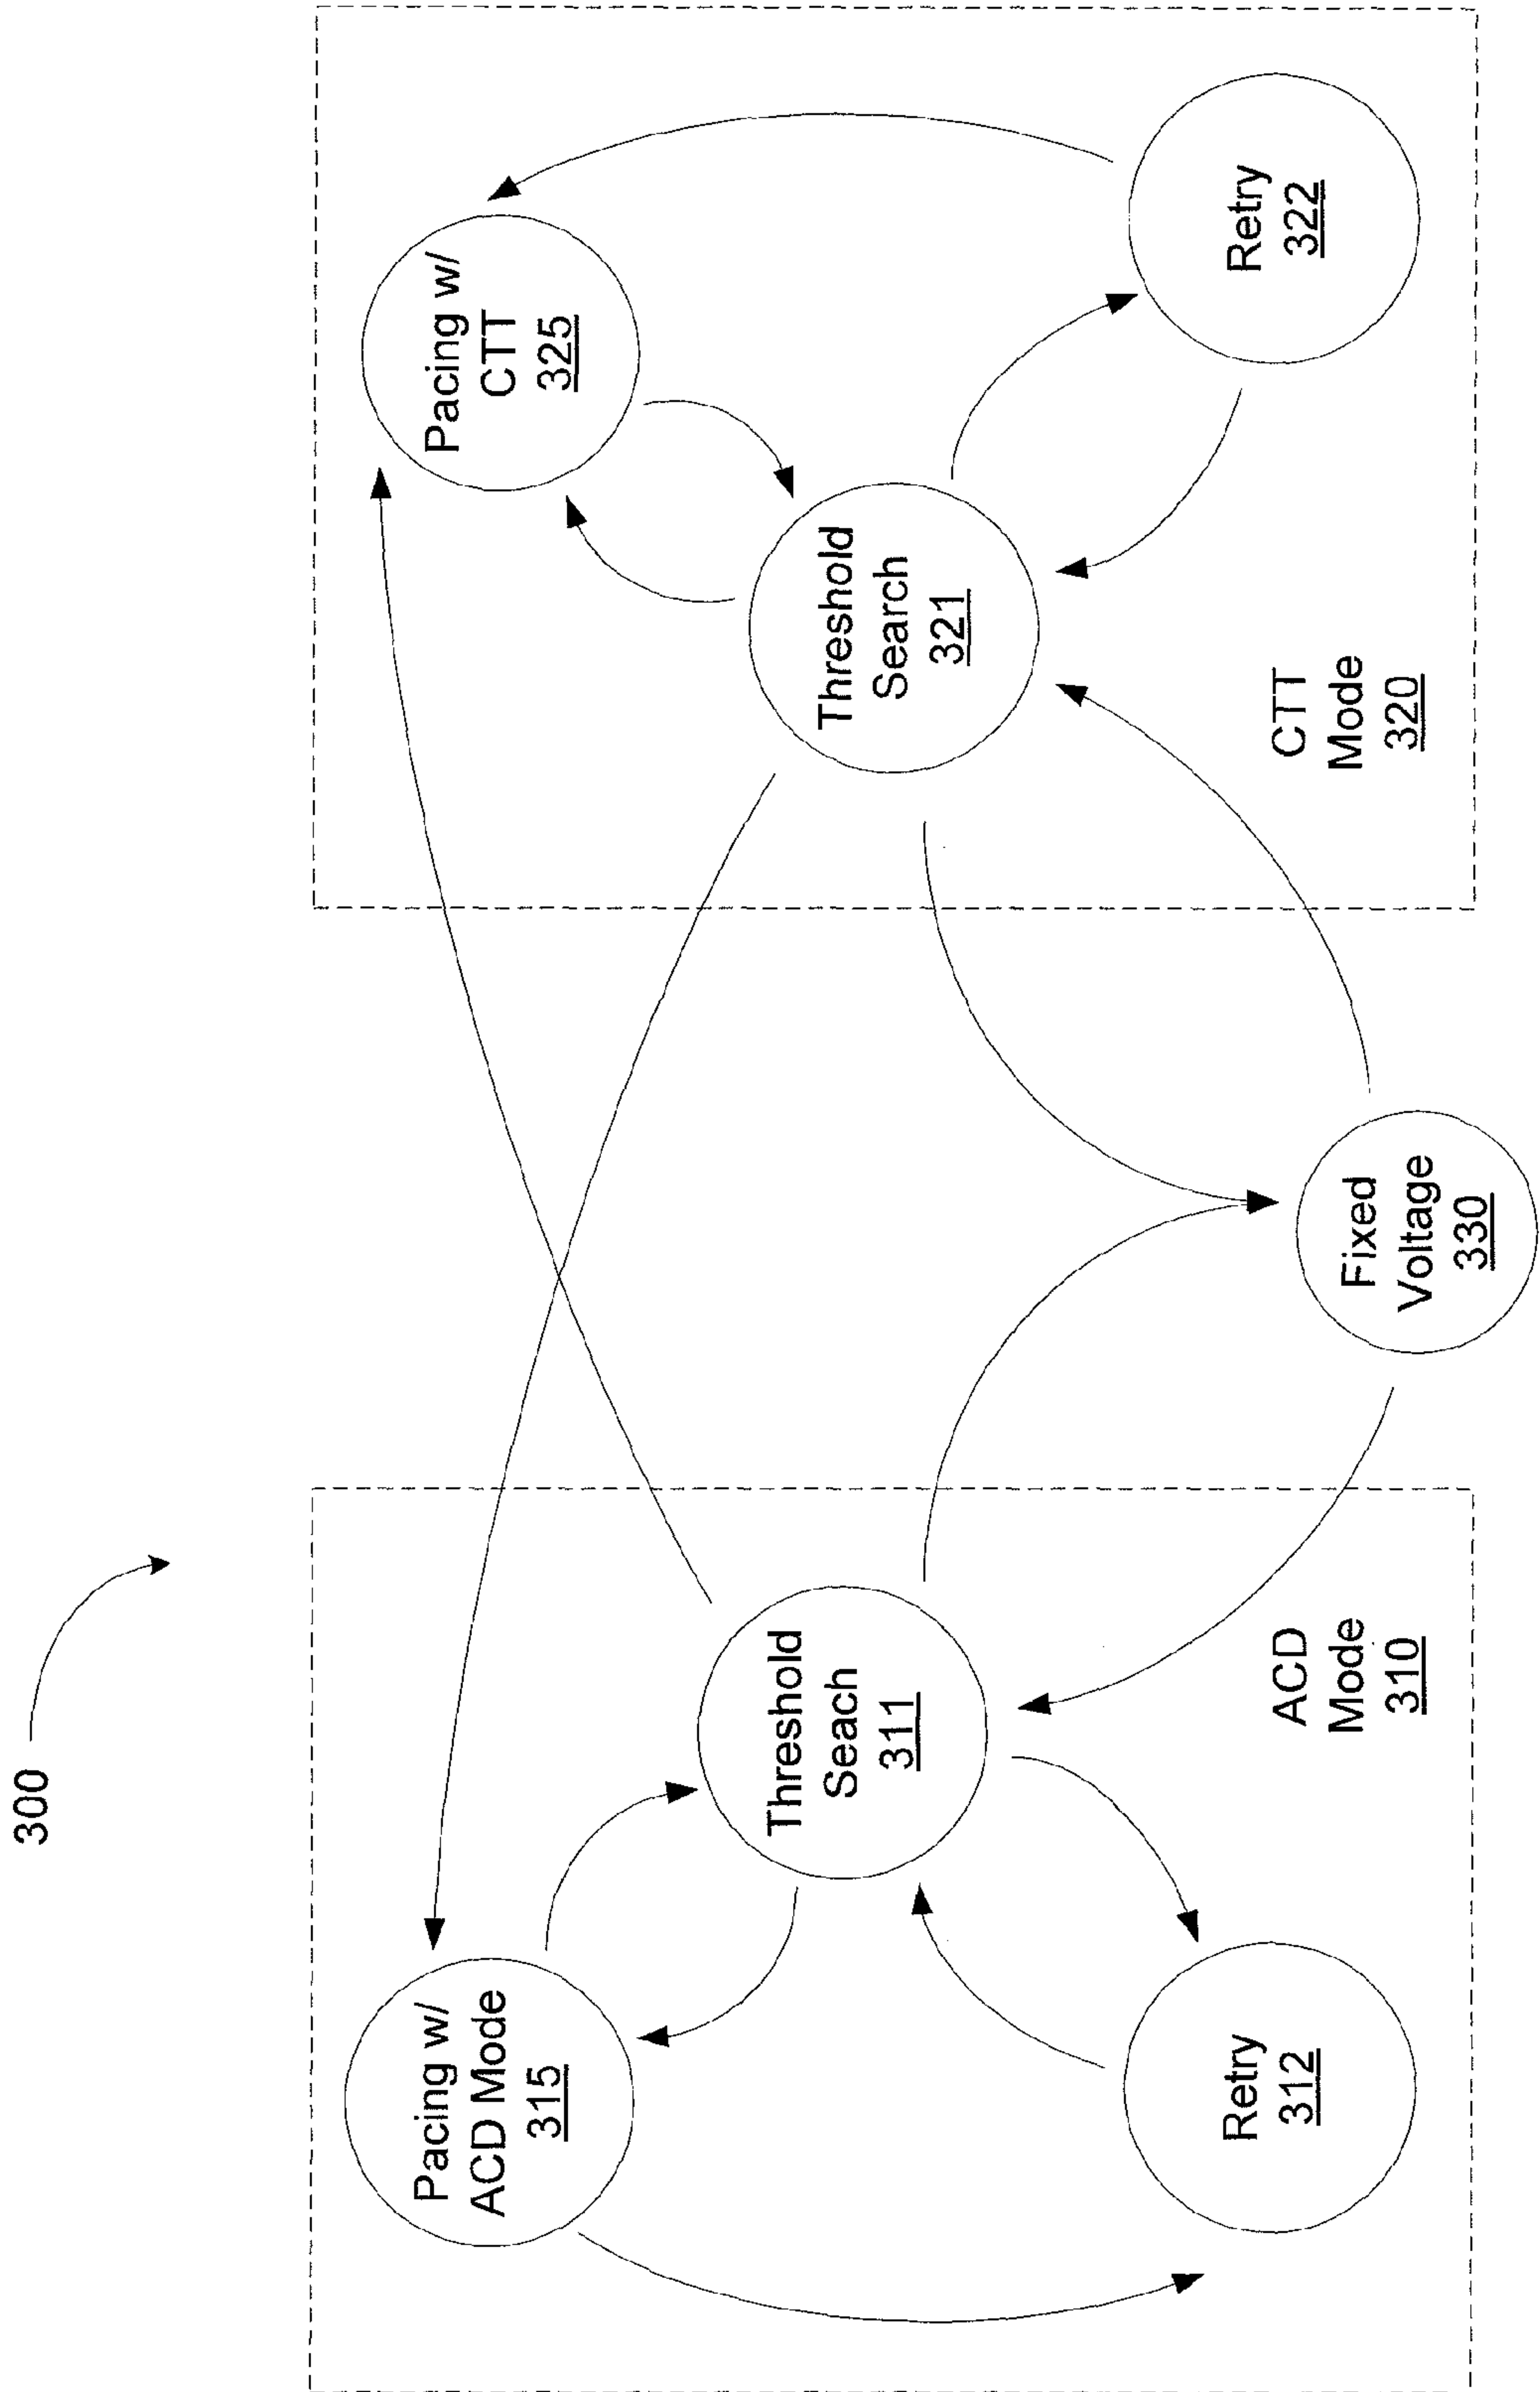 300
Pacing w/
ACD Mode
315
Threshold
Seach
311
Retry
312
ACD
Mode
310
Fixed
Voltage
330
Pacing w/
CTT
325
Threshold
Search
321
Retry
322
CTT
Mode
320